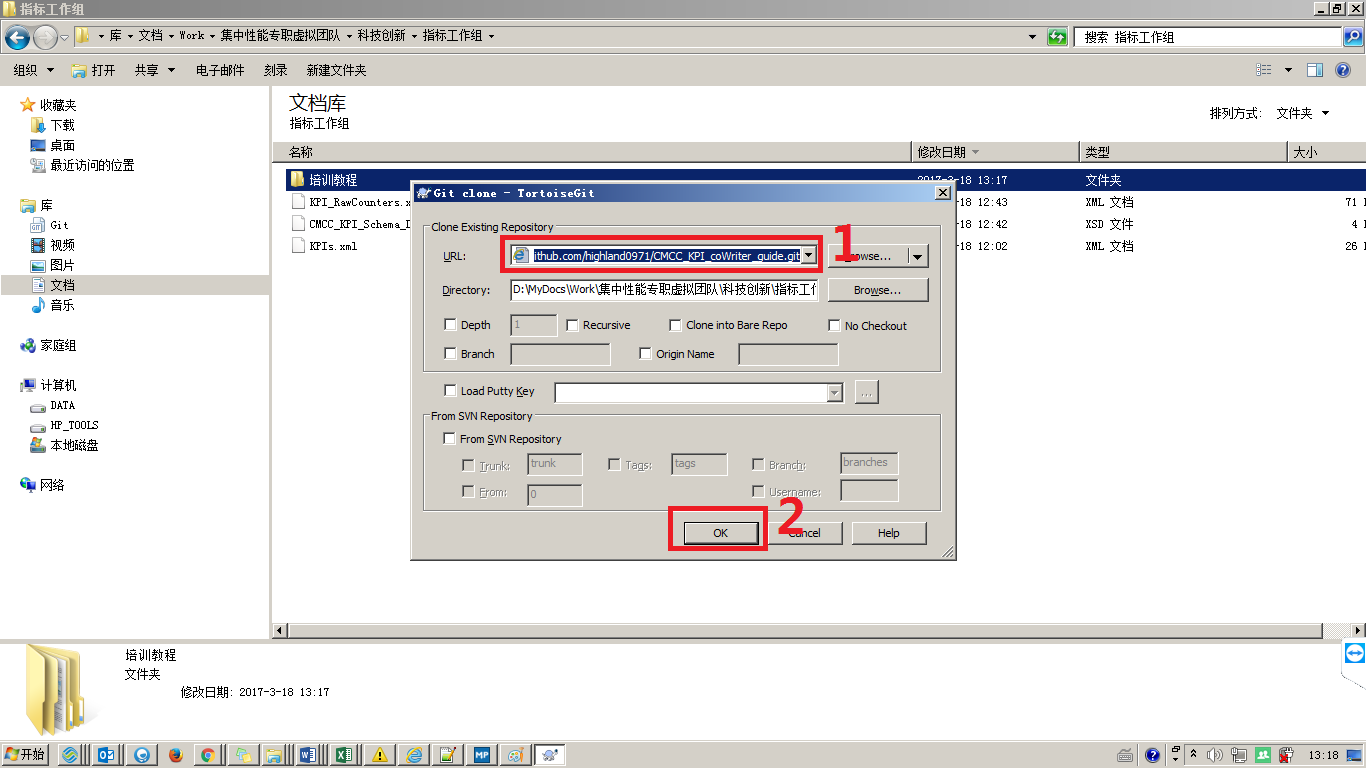 指标工作组
库 文档 Work 集中性能专职虚拟团队 科技创新 指标工作组
搜索 指标工作组
组织 打开 共享 电子邮件 刻录 新建文件夹
收藏夹
下载
桌面
最近访问的位置
库
Git
视频
图片
文档
音乐
家庭组
计算机
DATA
HP_TOOLS
本地磁盘
网络
文档库
指标工作组
排列方式: 文件夹
名称 修改日期 类型 大小
培训教程 2017-3-18 13:17 文件夹
KPI_RawCounters.x -18 12:43 XML 文档 71
CMCC_KPI_Schema_ -18 12:42 XSD 文件 4
KPIs.xml -18 12:02 XML 文档 26
Git clone - TortoiseGit
Clone Existing Repository
URL: ithub.com/highland0971/CMCC_KPI_coWriter_guide.git 1 Browse...
Directory: D:\MyDocs\Work\集中性能专职虚拟团队\科技创新\指标工作 Browse...
Depth 1 Recursive Clone into Bare Repo No Checkout
Branch Origin Name
Load Putty Key ...
From SVN Repository
From SVN Repository
Trunk: trunk Tags: tags Branch: branches
From: 0 Username:
OK 2 Cancel Help
培训教程
文件夹
修改日期: 2017-3-18 13:17
开始 MP 13:18